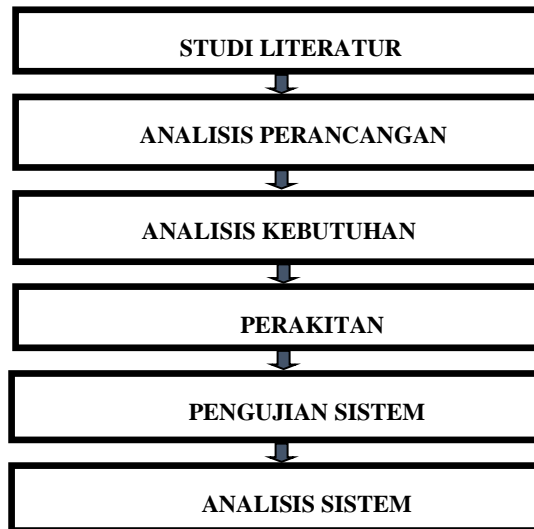 STUDI LITERATUR
ANALISIS PERANCANGAN
ANALISIS KEBUTUHAN
PERAKITAN
PENGUJIAN SISTEM
ANALISIS SISTEM